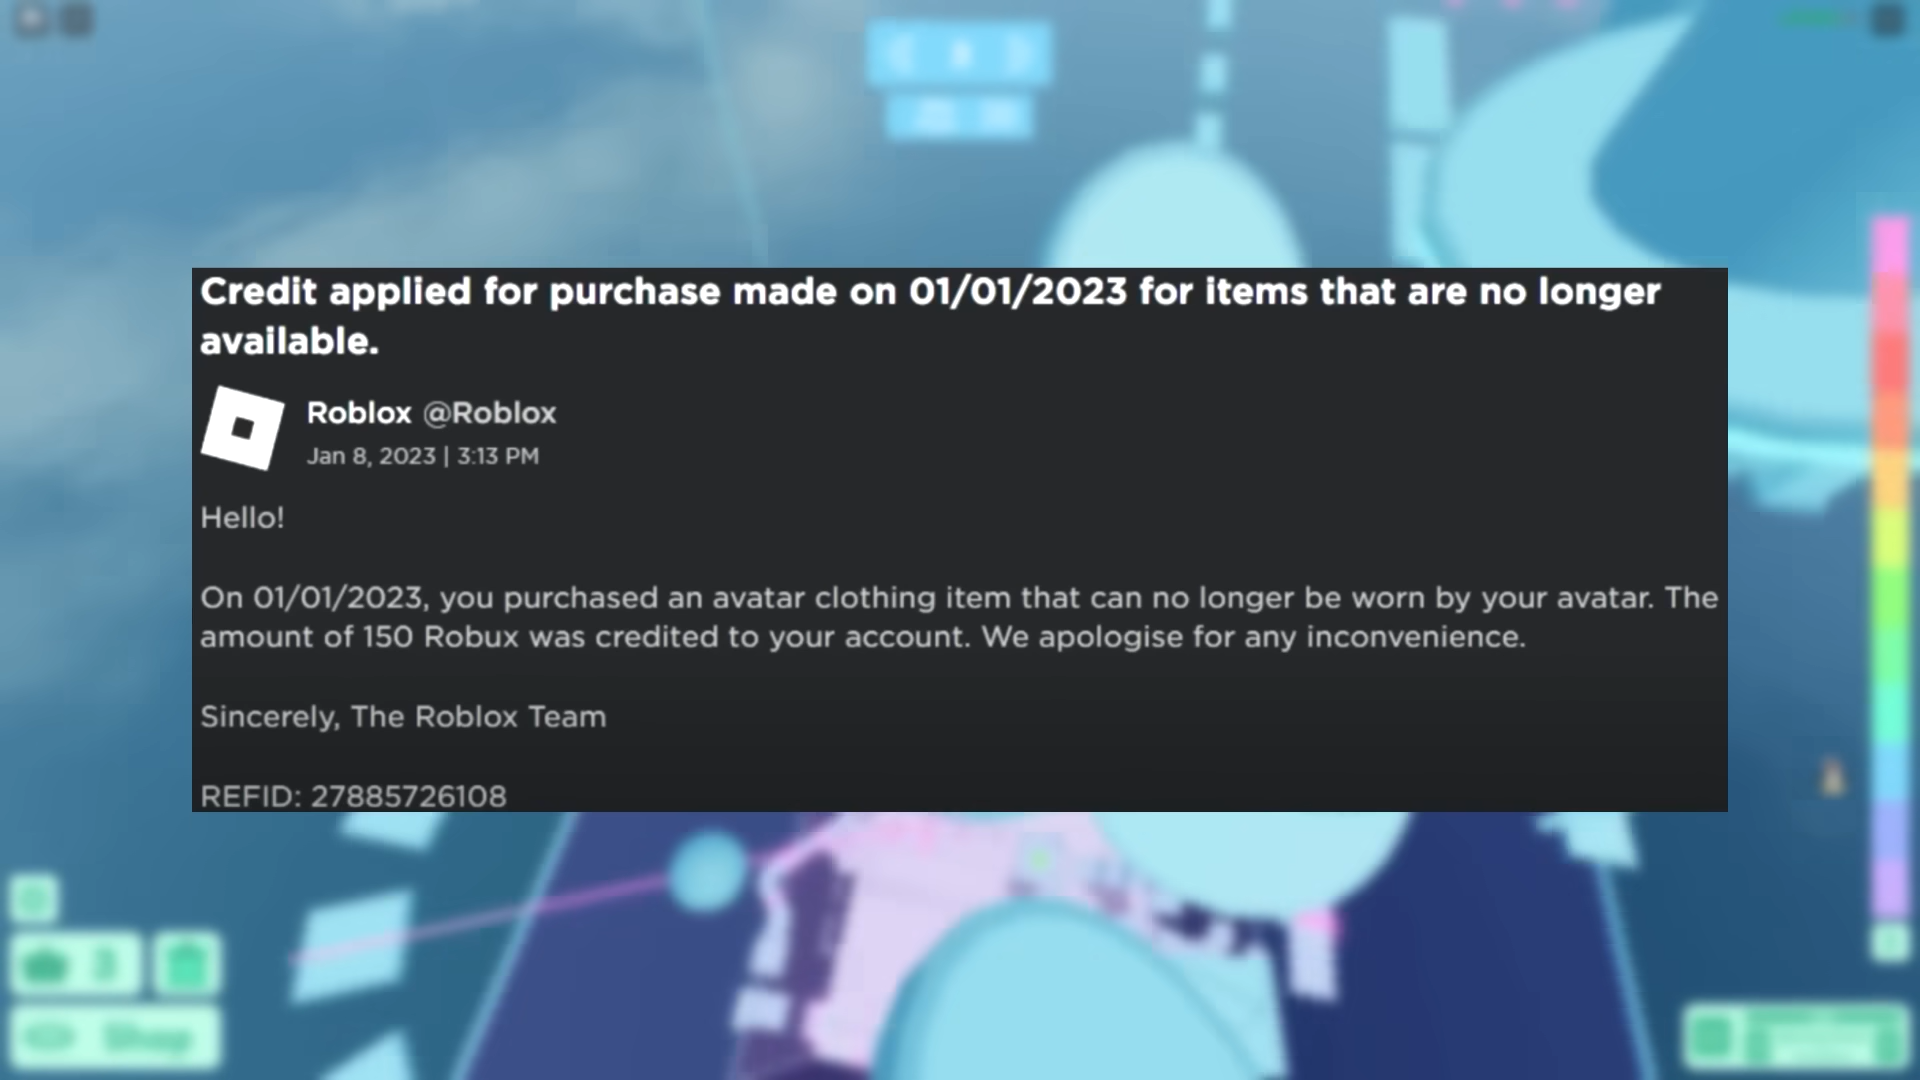 Credit applied for purchase made on 01/01/2023 for items that are no longer
available.
Roblox @Roblox
Jan 8, 2023 | 3:13 PM
Hello!
On 01/01/2023, you purchased an avatar clothing item that can no longer be worn by your avatar. The
amount of 150 Robux was credited to your account. We apologise for any inconvenience.
Sincerely, The Roblox Team
REFID: 27885726108
3
Shop